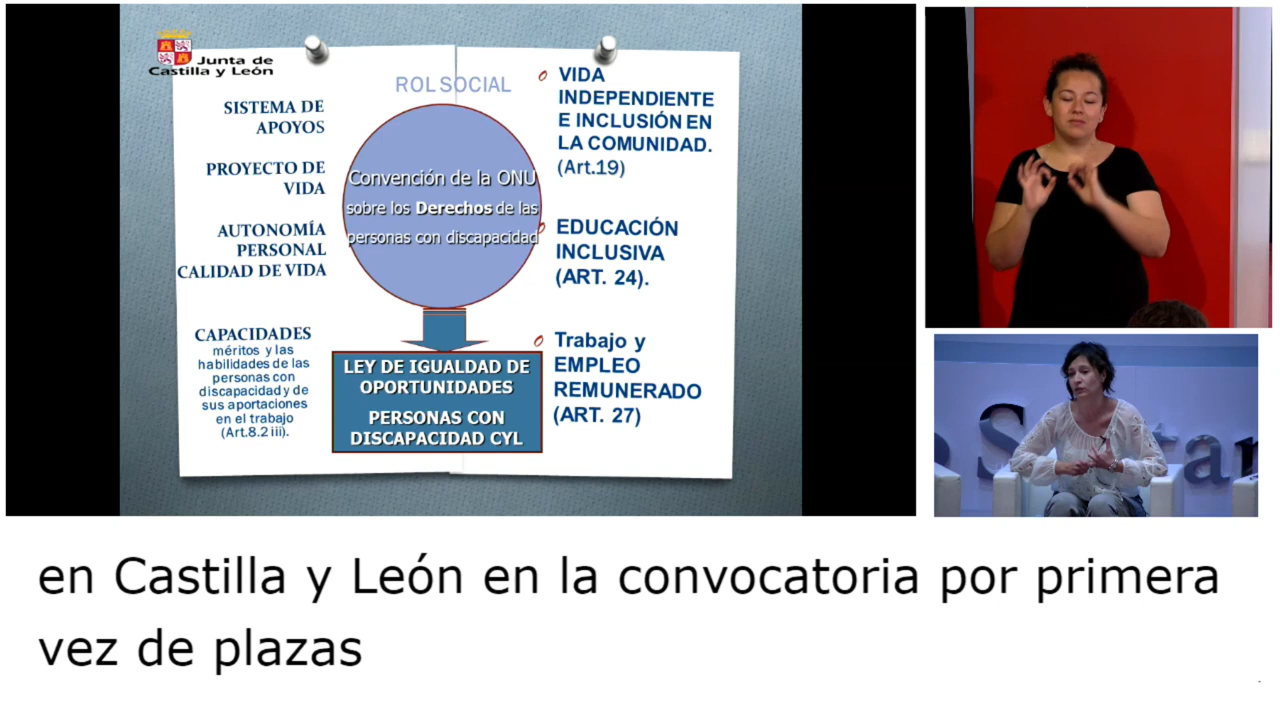 Junta de
Castilla y León
ROL SOCIAL
SISTEMA DE
APOYOS
PROYECTO DE
VIDA
AUTONOMÍA
PERSONAL
CALIDAD DE VIDA
CAPACIDADES
méritos y las
habilidades de las
personas con
discapacidad y de
sus aportaciones
en el trabajo
(Art.8.2 iii).
Convención de la ONU
sobre los Derechos de las
personas con discapacidad
LEY DE IGUALDAD DE
OPORTUNIDADES
PERSONAS CON
DISCAPACIDAD CYL
VIDA
INDEPENDIENTE
E INCLUSIÓN EN
LA COMUNIDAD.
(Art.19)
EDUCACIÓN
INCLUSIVA
(ART. 24).
Trabajo y
EMPLEO
REMUNERADO
(ART. 27)
en Castilla y León en la convocatoria por primera
vez de plazas